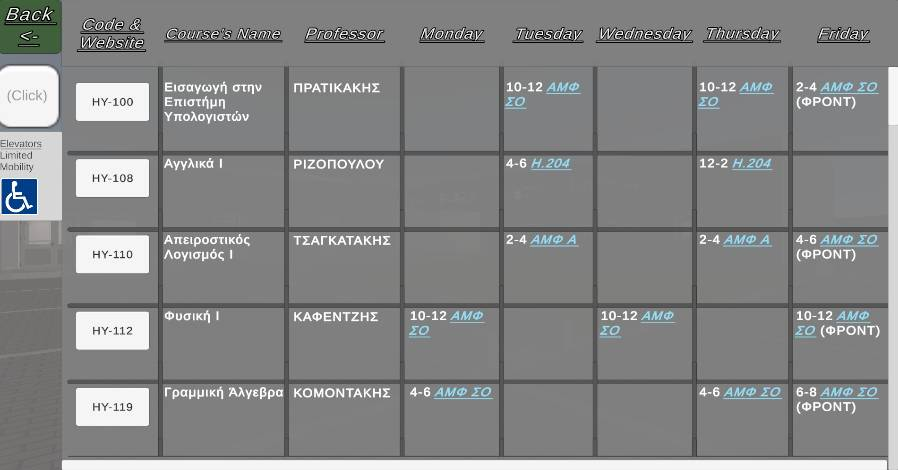 Back
<-
Code &
Website
Course's Name
Professor
Monday
Tuesday
Wednesday
Thursday
Friday
(Click)
Elevators
Limited
Mobility
HY-100
Εισαγωγή στην
Επιστήμη
Υπολογιστών
ΠΡΑΤΙΚΑΚΗΣ
10-12 ΑΜΦ
ΣΟ
10-12 ΑΜΦ
ΣΟ
2-4 ΑΜΦ ΣΟ
(ΦΡΟΝΤ)
HY-108
Αγγλικά Ι
ΡΙΖΟΠΟΥΛΟΥ
4-6 Η.204
12-2 Η.204
HY-110
Απειροστικός
Λογισμός Ι
ΤΣΑΓΚΑΤΑΚΗΣ
2-4 ΑΜΦ Α
2-4 ΑΜΦ Α
4-6 ΑΜΦ ΣΟ
(ΦΡΟΝΤ)
HY-112
Φυσική Ι
ΚΑΦΕΝΤΖΗΣ
10-12 ΑΜΦ
ΣΟ
10-12 ΑΜΦ
ΣΟ
10-12 ΑΜΦ
ΣΟ (ΦΡΟΝΤ)
HY-119
Γραμμική Άλγεβρα
ΚΟΜΟΝΤΑΚΗΣ
4-6 ΑΜΦ ΣΟ
4-6 ΑΜΦ ΣΟ
6-8 ΑΜΦ ΣΟ
(ΦΡΟΝΤ)